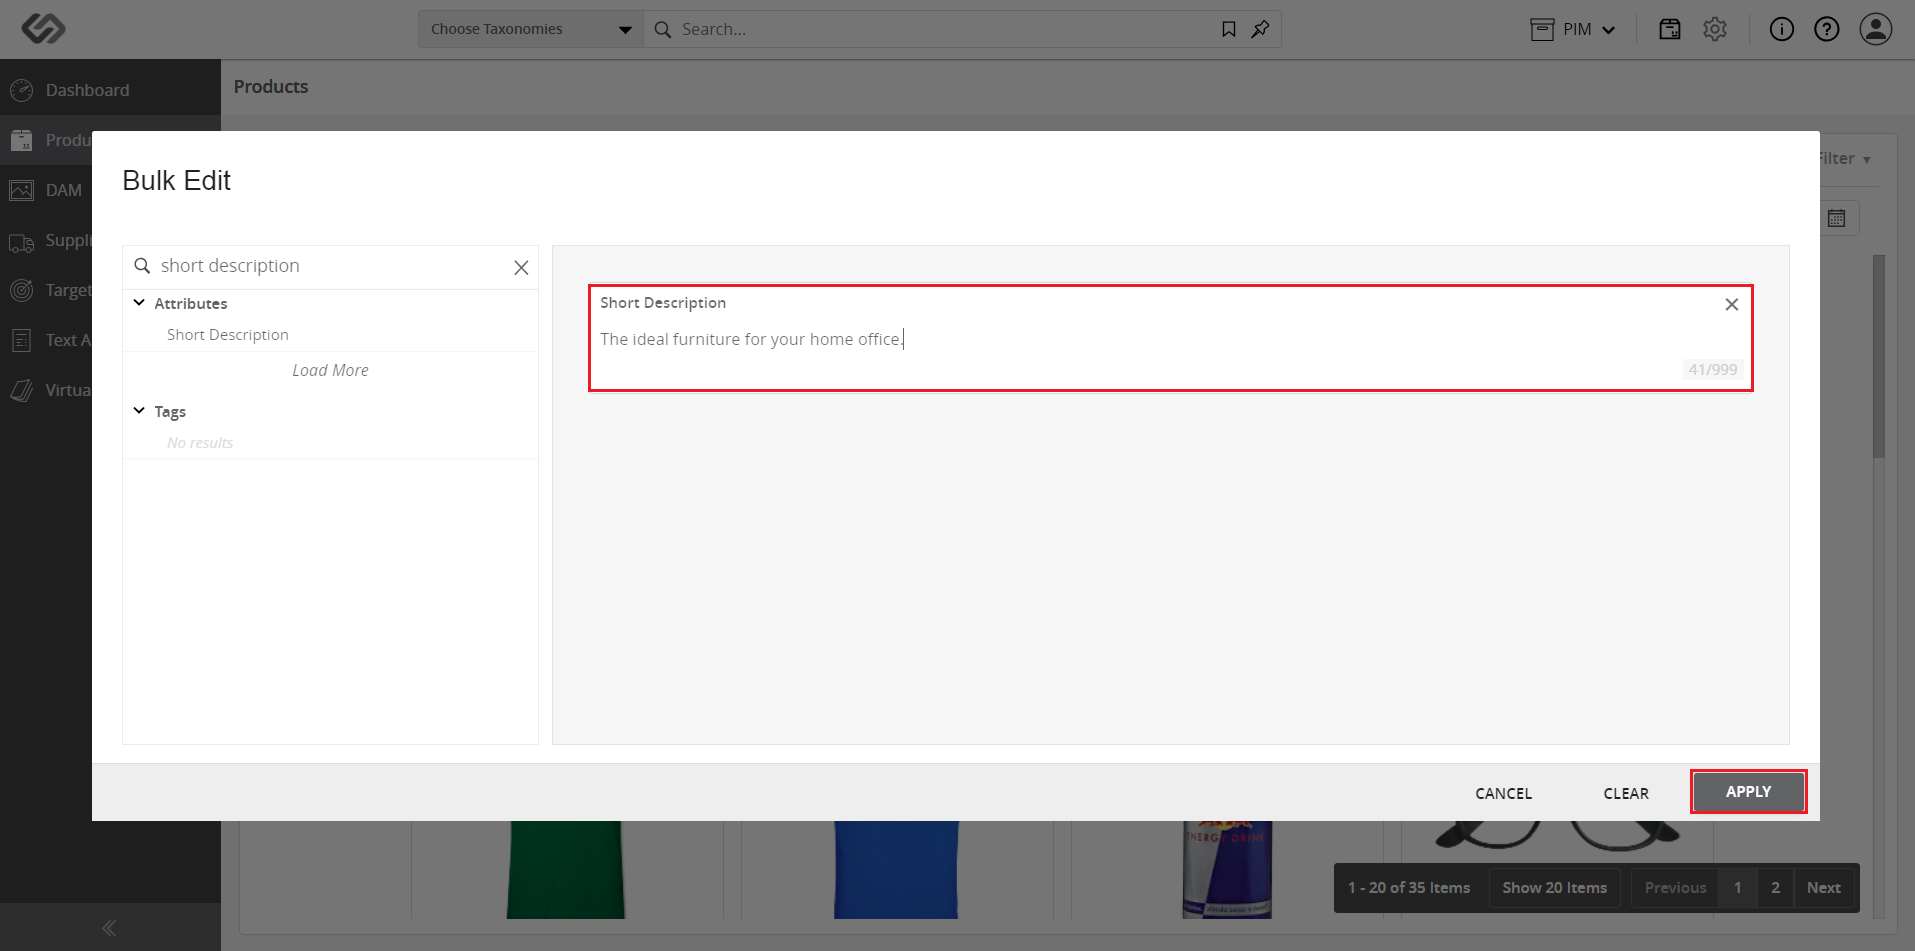 Choose Taxonomies
Search...
PIM
Dashboard
Products
Produ
Filter
DAM
Suppli
Target
Text A
Virtua
Bulk Edit
short description
Attributes
Short Description
Load More
Tags
No results
Short Description
The ideal furniture for your home office.
41/999
CANCEL
CLEAR
APPLY
ENERGY DRINK
1 - 20 of 35 Items
Show 20 Items
Previous
1
2
Next